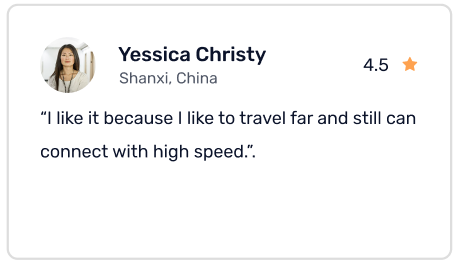 Yessica Christy
4.5
Shanxi, China
“I like it because I like to travel far and still can
connect with high speed.”.